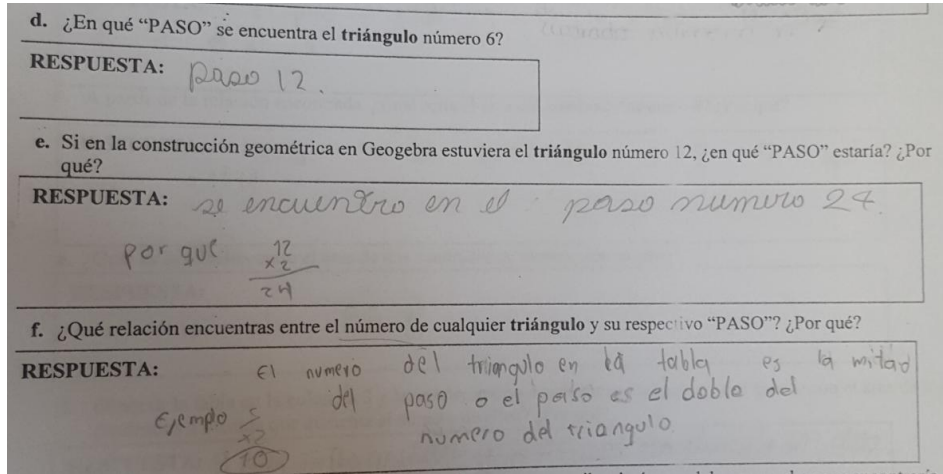 d. ¿En qué “PASO” se encuentra el triángulo número 6?
RESPUESTA: paso 12.
e. Si en la construcción geométrica en Geogebra estuviera el triángulo número 12, ¿en qué “PASO” estaría? ¿Por
qué?
RESPUESTA: se encuentro en el paso numero 24.
por que 12
x2
24
f. ¿Qué relación encuentras entre el número de cualquier triángulo y su respectivo “PASO”? ¿Por qué?
RESPUESTA: El numero del triangulo en la tabla es la mitad
del paso o el paso es el doble del
numero del triangulo
Ejemplo 5
x2
10